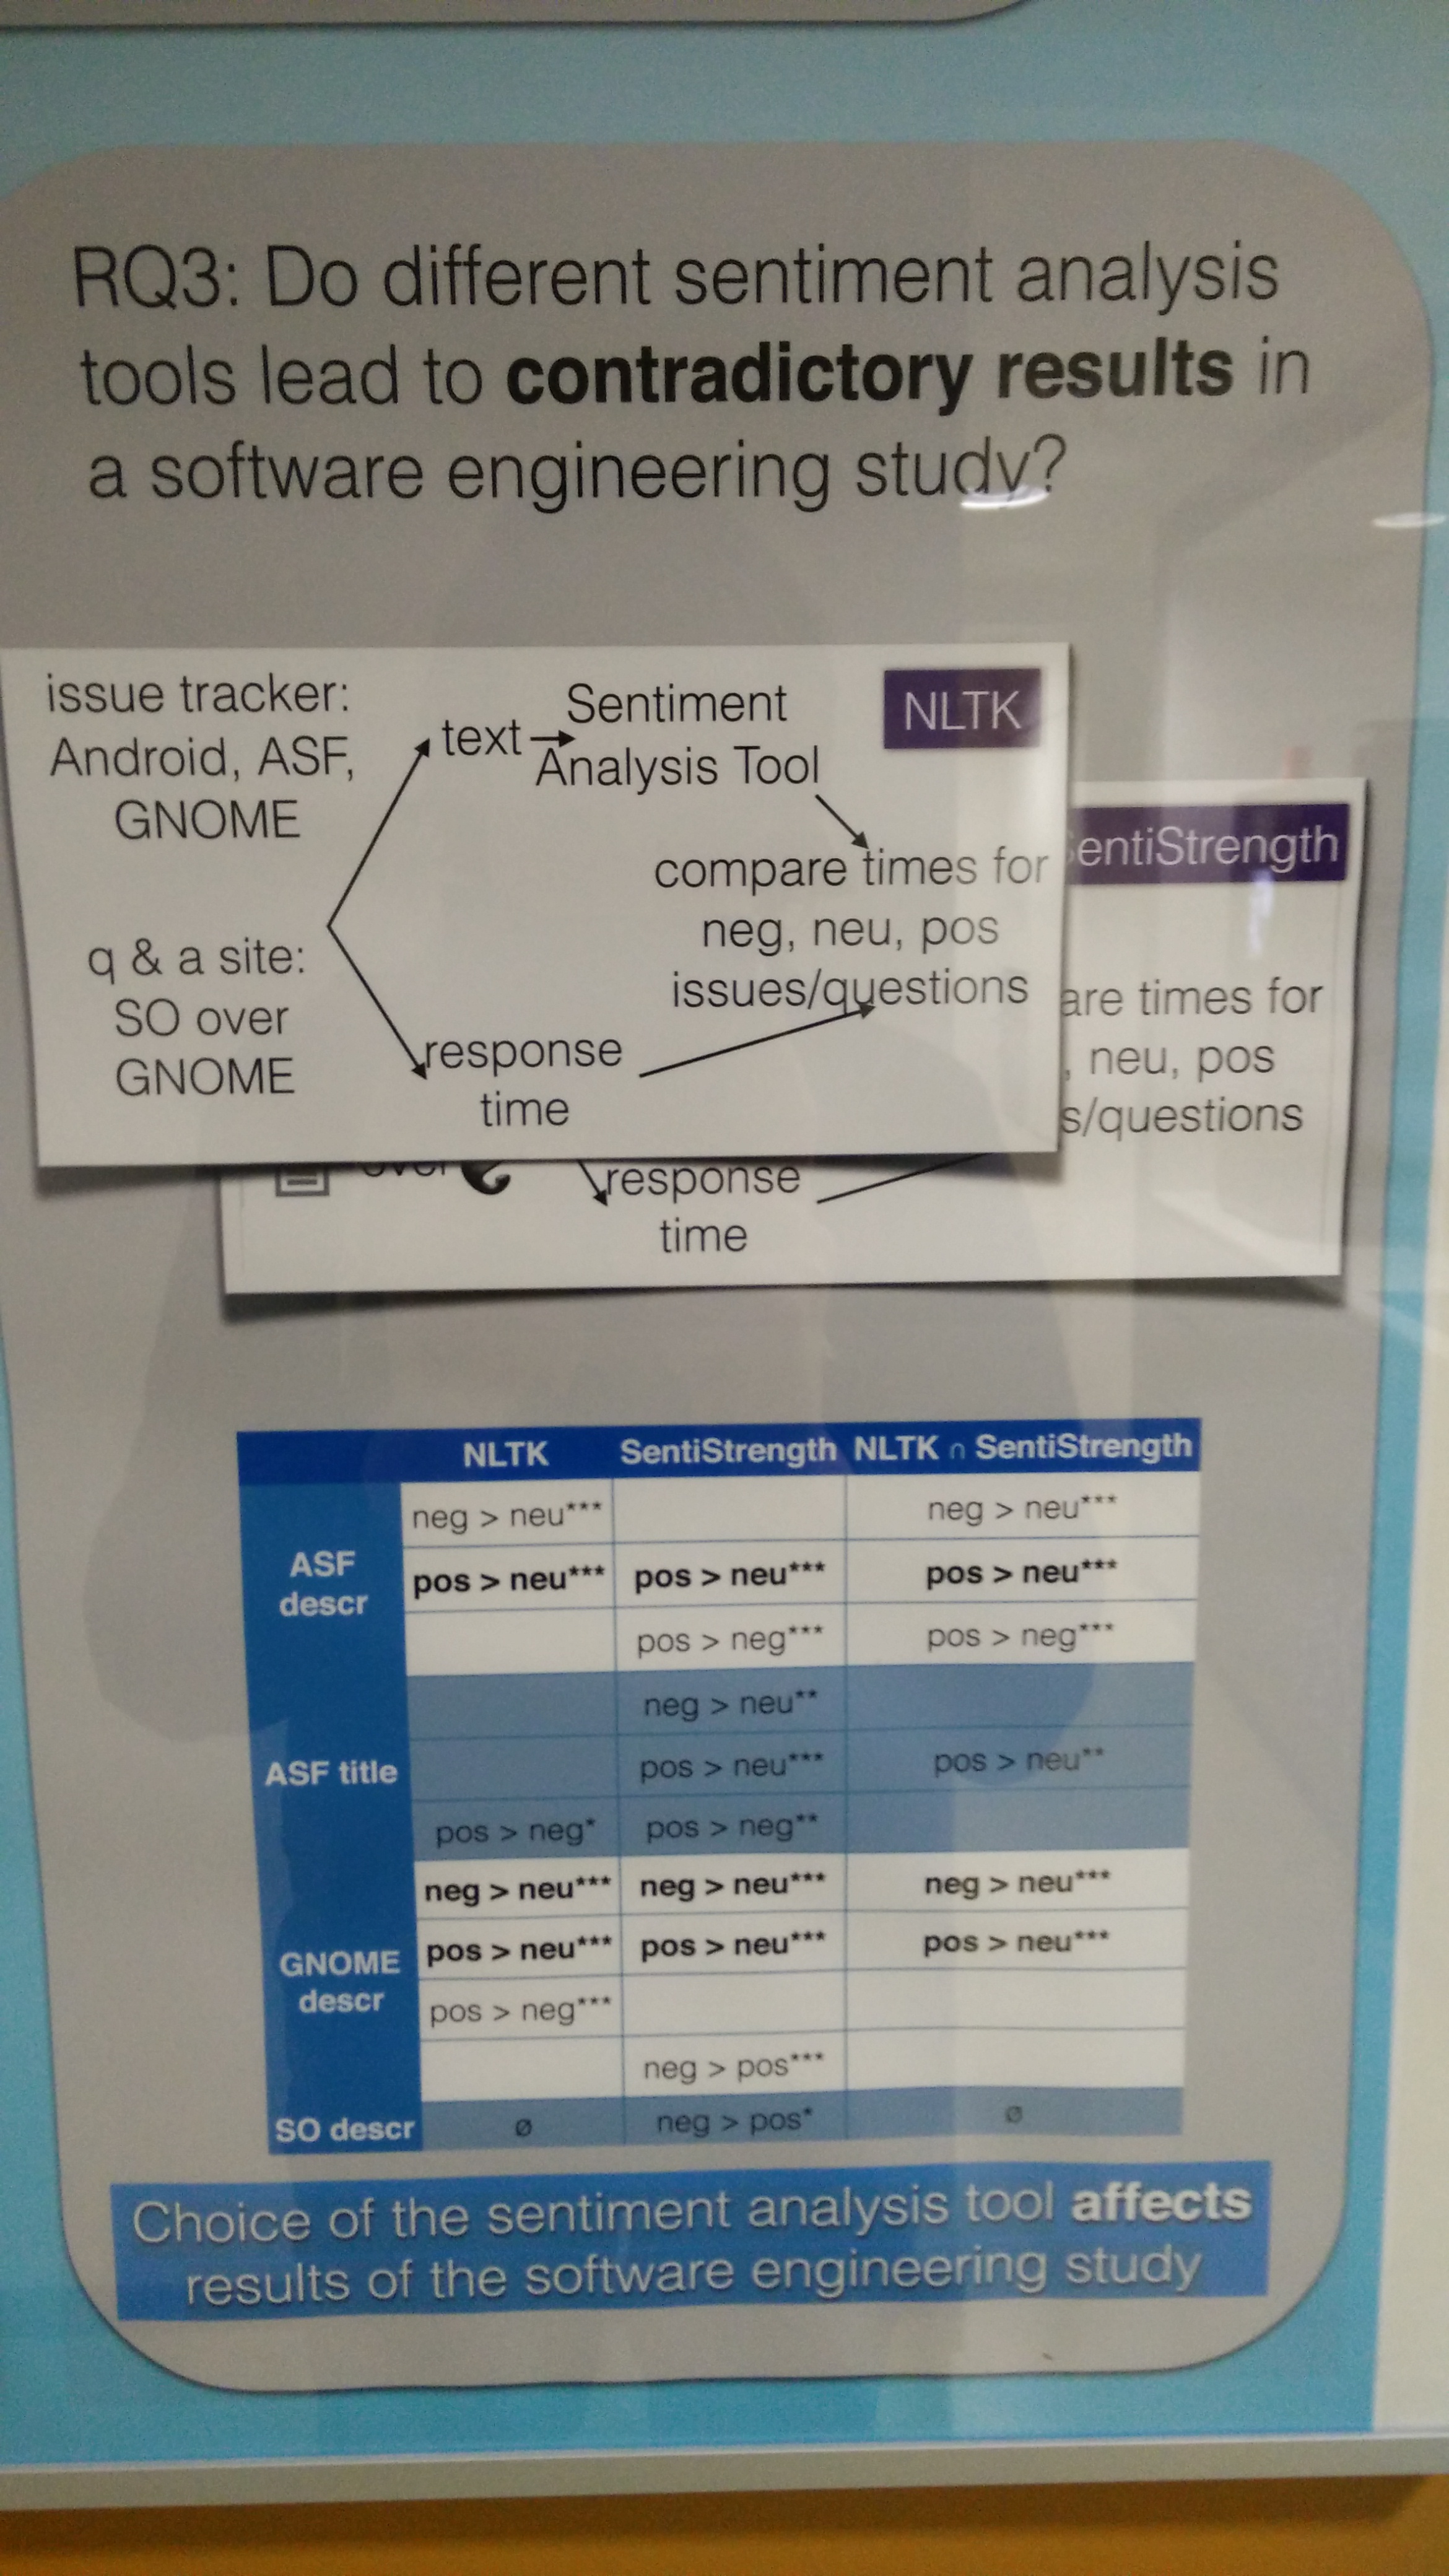 RQ3: Do different sentiment analysis
tools lead to contradictory results in
a software engineering study?
issue tracker:
Android, ASF,
GNOME
q & a site:
SO over
GNOME
text
Sentiment
Analysis Tool
NLTK
compare times for
neg, neu, pos
issues/questions
response
time
entiStrength
are times for
, neu, pos
s/questions
over
response
time
NLTK SentiStrength NLTK ∩ SentiStrength
ASF
descr
neg > neu*** neg > neu***
pos > neu*** pos > neu*** pos > neu***
pos > neg*** pos > neg***
ASF title
neg > neu**
pos > neu*** pos > neu**
pos > neg* pos > neg**
GNOME
descr
neg > neu*** neg > neu*** neg > neu***
pos > neu*** pos > neu*** pos > neu***
pos > neg***
neg > pos***
SO descr ø neg > pos* ø
Choice of the sentiment analysis tool affects
results of the software engineering study